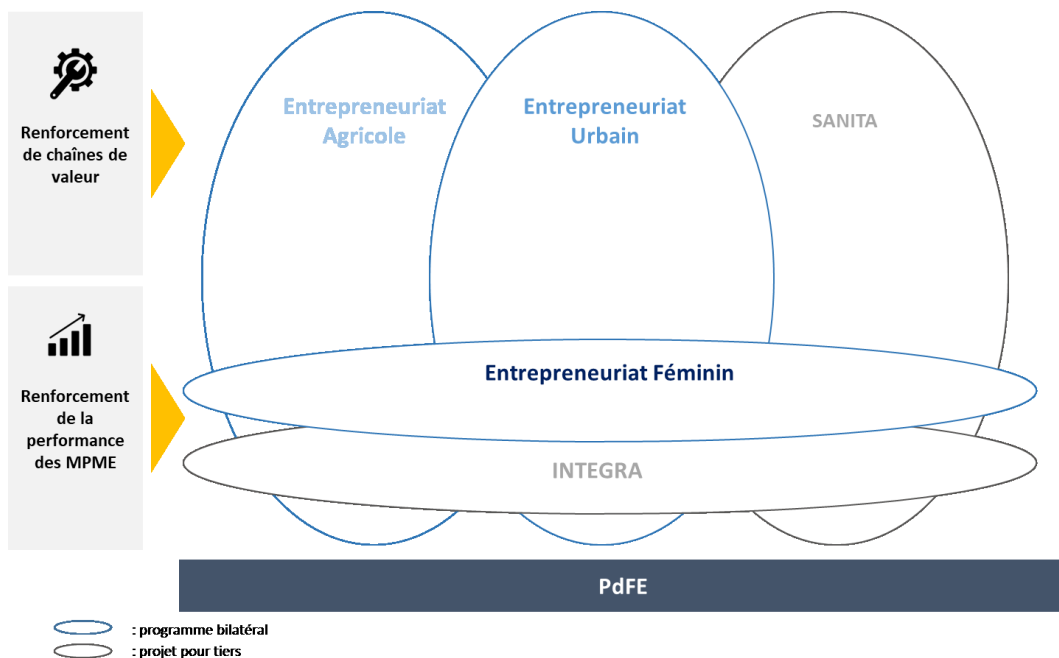 Renforcement
de chaînes de
valeur
Entrepreneuriat
Agricole
Entrepreneuriat
Urbain
SANITA
Renforcement
de la
performance
des MPME
Entrepreneuriat Féminin
INTEGRA
PdFE
: programme bilatéral
: projet pour tiers